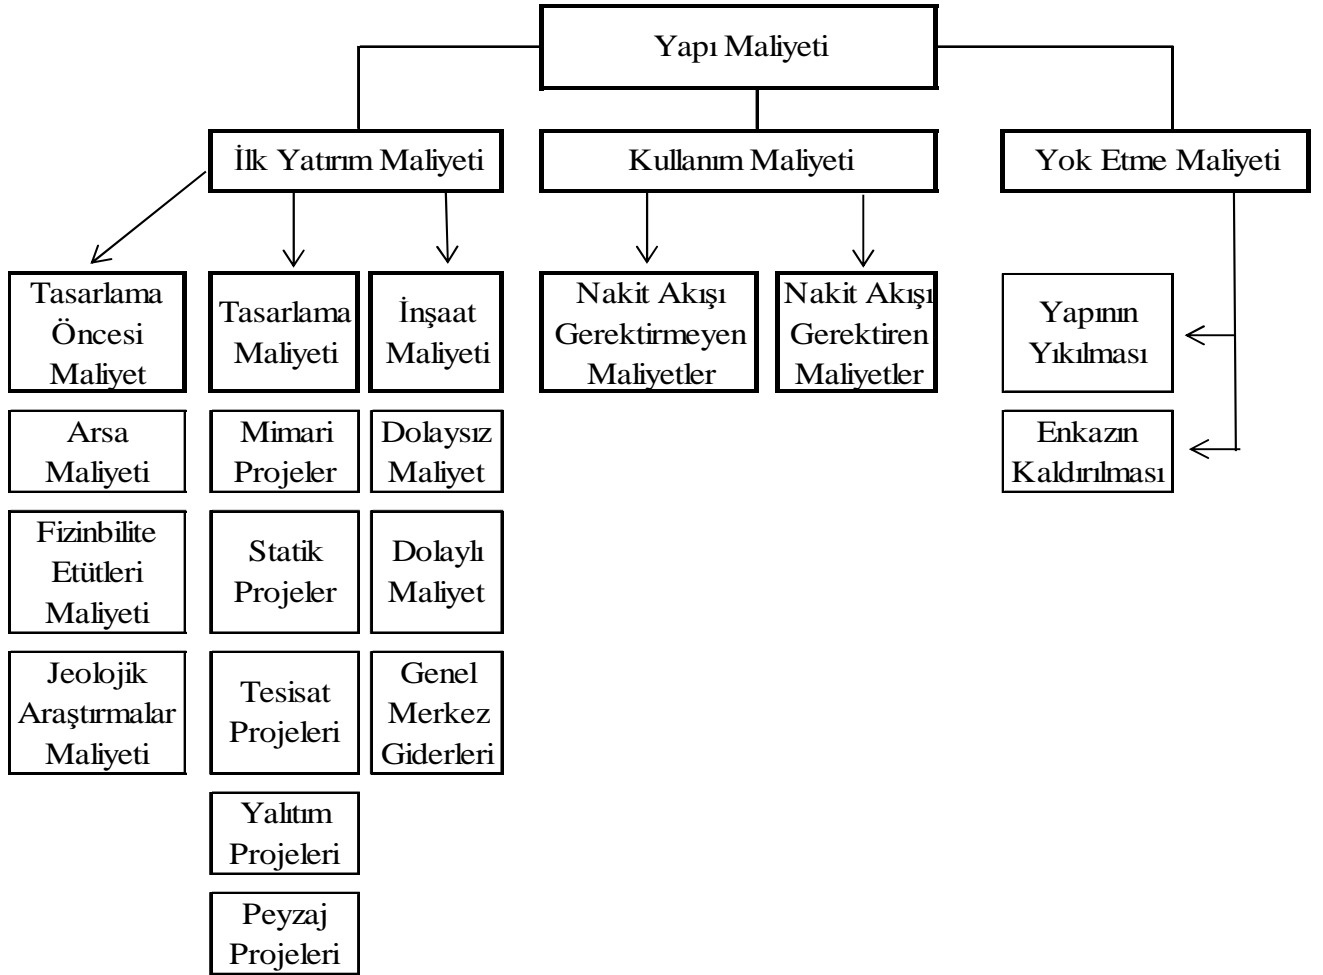 Yapı Maliyeti
İlk Yatırım Maliyeti
Kullanım Maliyeti
Yok Etme Maliyeti
Tasarlama
Öncesi
Maliyet
Tasarlama
Maliyeti
İnşaat
Maliyeti
Nakit Akışı
Gerektirmeyen
Maliyetler
Nakit Akışı
Gerektiren
Maliyetler
Yapının
Yıkılması
Arsa
Maliyeti
Mimari
Projeler
Dolaysız
Maliyet
Enkazın
Kaldırılması
Fizinbilite
Etütleri
Maliyeti
Statik
Projeler
Dolaylı
Maliyet
Jeolojik
Araştırmalar
Maliyeti
Tesisat
Projeleri
Genel
Merkez
Giderleri
Yalıtım
Projeleri
Peyzaj
Projeleri